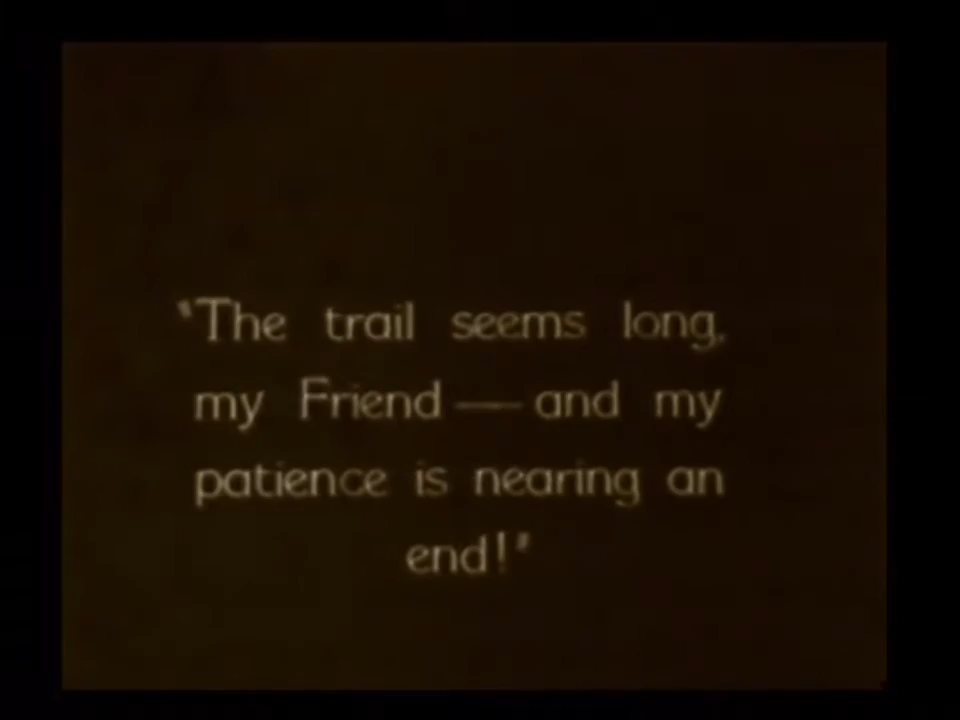 "The trail seems long,
my Friend — and my
patience is nearing an
end!"